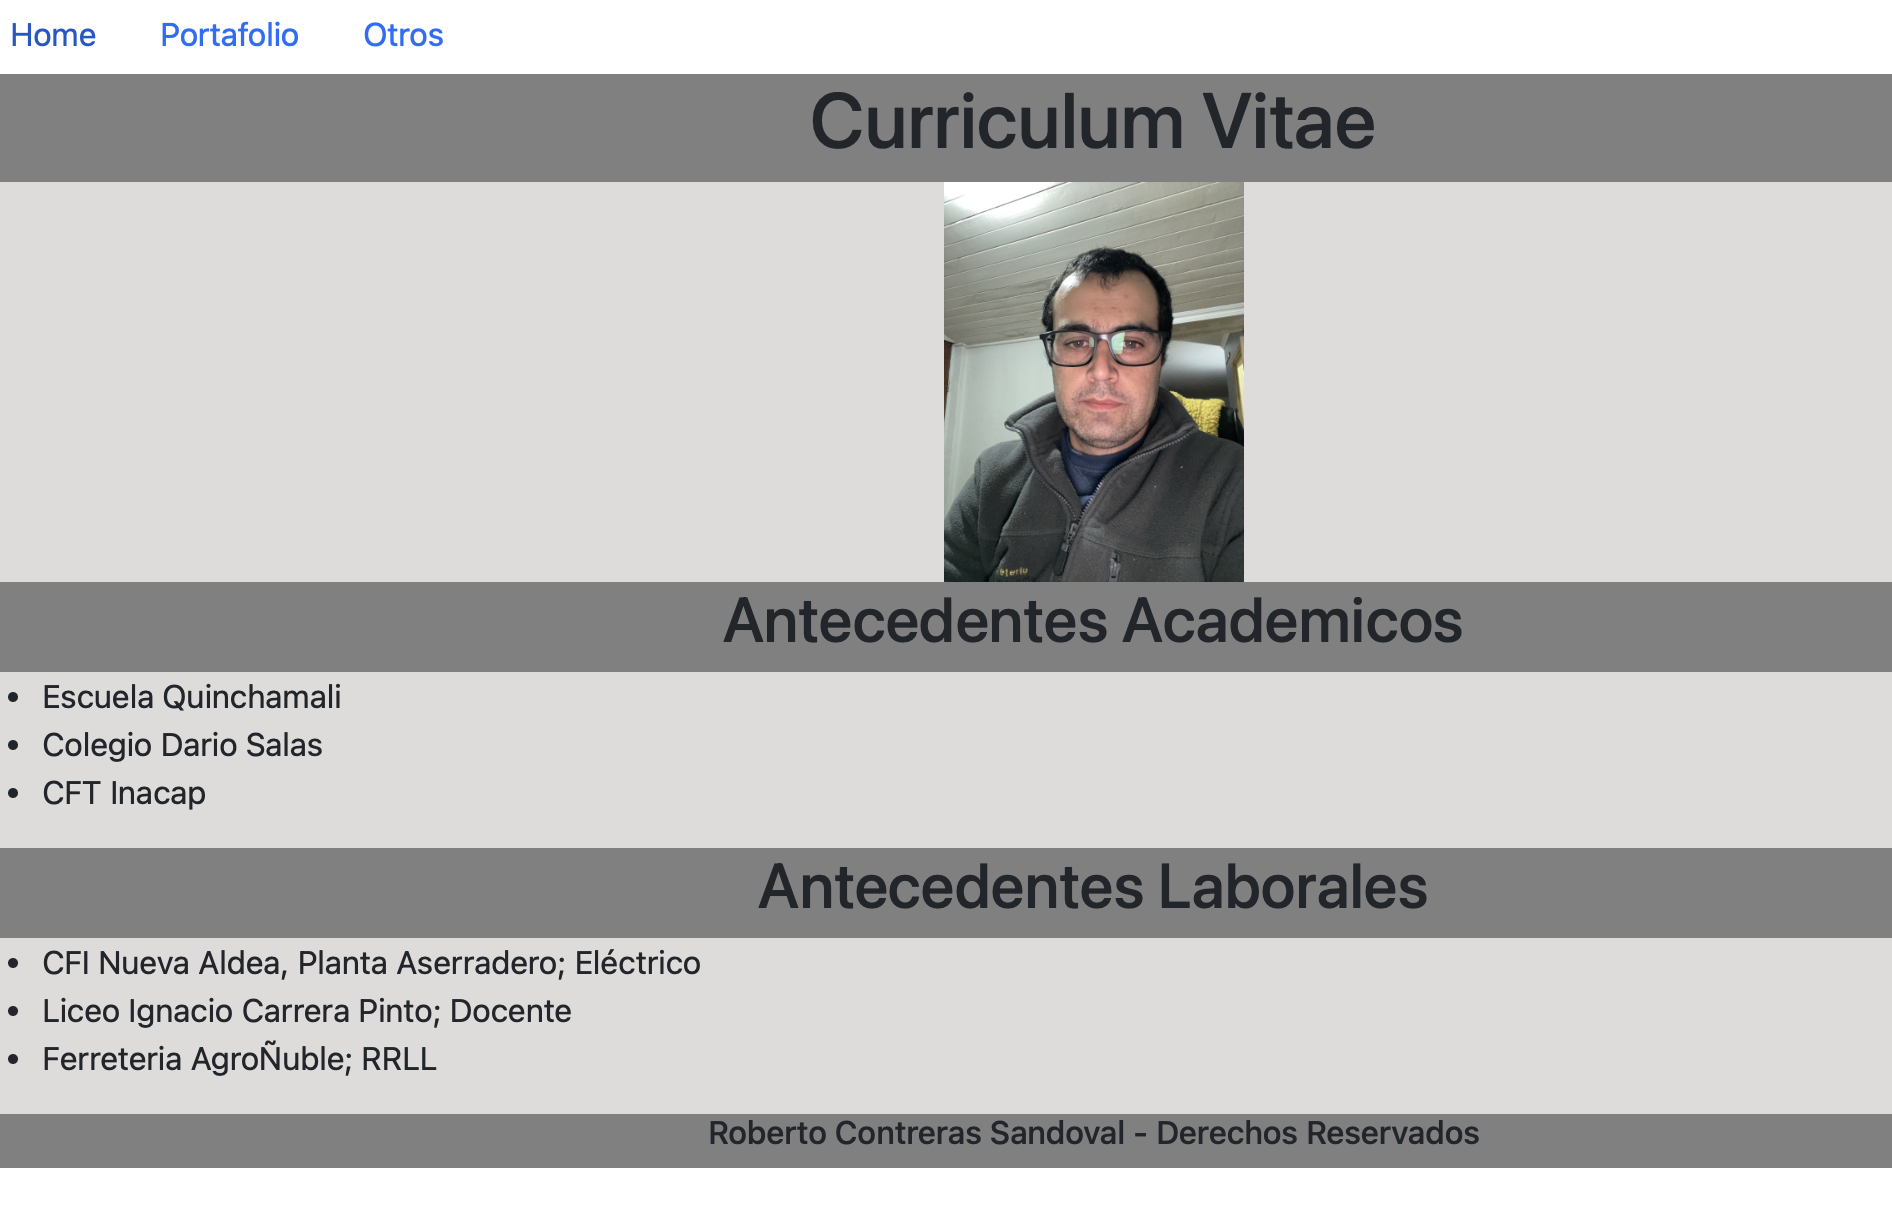 Home Portafolio Otros
Curriculum Vitae
Antecedentes Academicos
Escuela Quinchamali
Colegio Dario Salas
CFT Inacap
Antecedentes Laborales
CFI Nueva Aldea, Planta Aserradero; Eléctrico
Liceo Ignacio Carrera Pinto; Docente
Ferreteria AgroÑuble; RRLL
Roberto Contreras Sandoval - Derechos Reservados